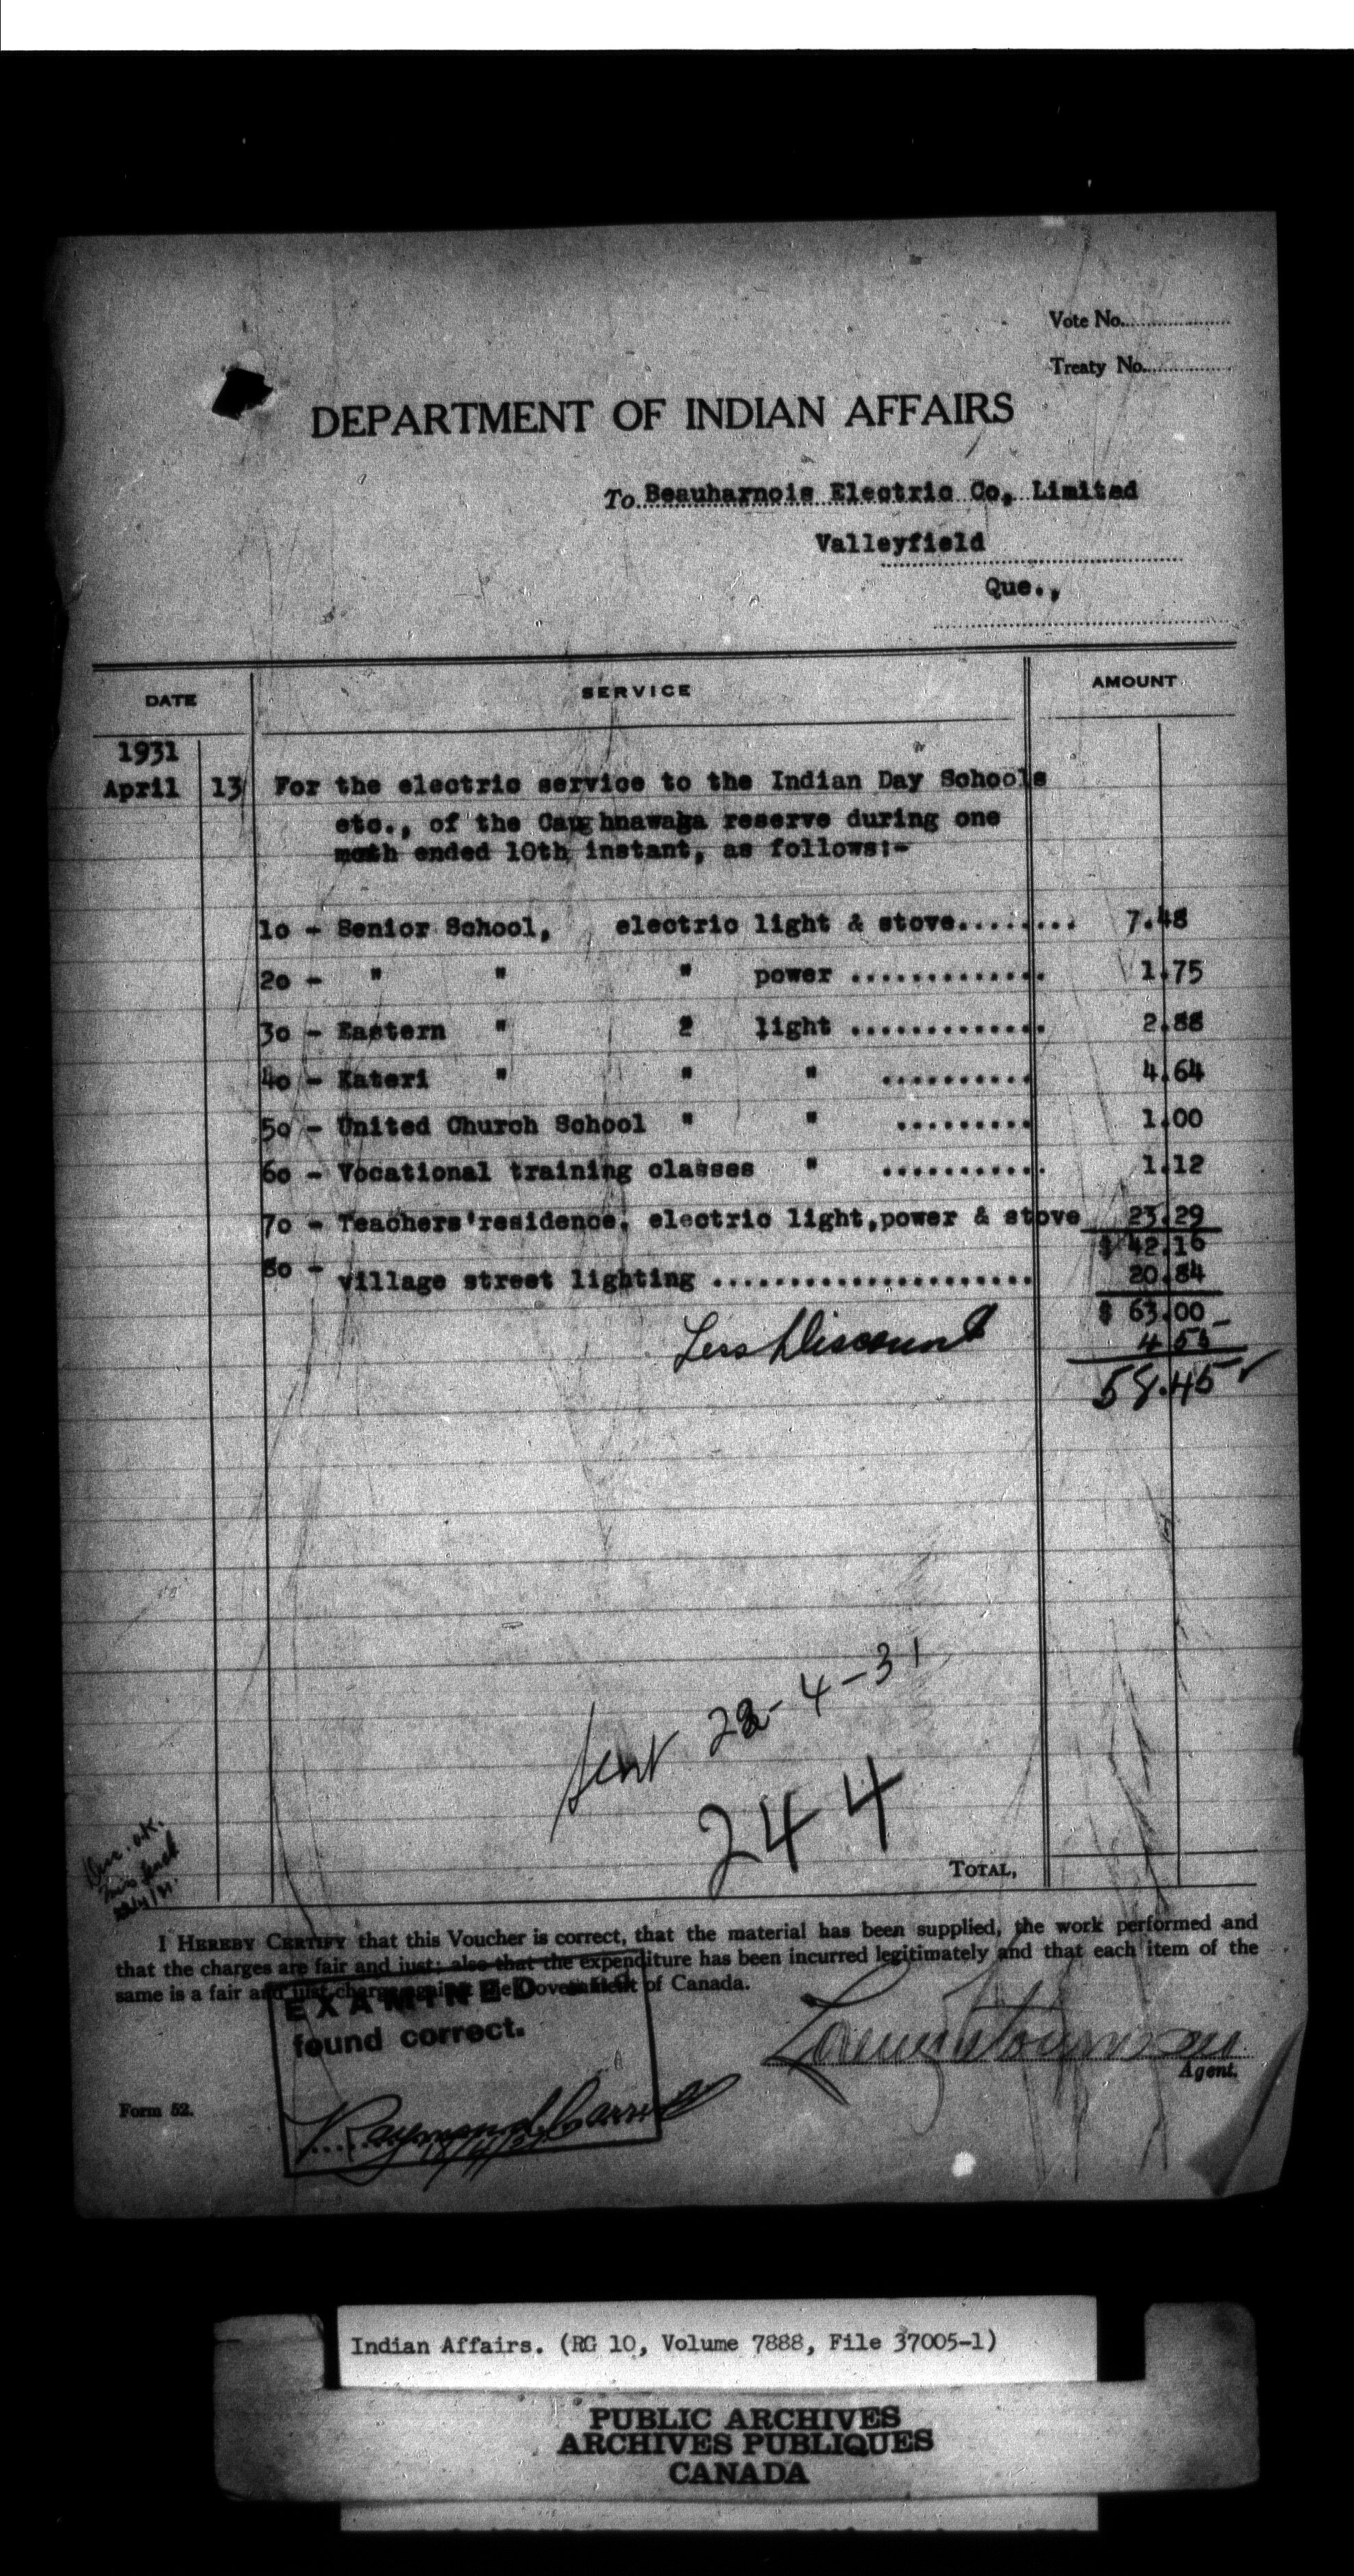 Vote No.
Treaty No.
DEPARTMENT OF INDIAN AFFAIRS
To Beauharnois Electric Co, Limited
Valleyfield
Que.,
DATE SERVICE AMOUNT
1931
April 13 For the electric service to the Indian Day Schools
etc., of the Caughnawaga reserve during one
moth ended 10th instant, as follows:-
1o - Senior School, electric light & stove......... 7.48
2o - " " " power ............. 1.75
3o - Eastern " 2 light ............. 2.88
4o - Kateri " " " .......... 4.64
5o - United Church School " " ......... 1.00
6o - Vocational training classes " ........... 1.12
7o - Teachers'residence, electric light,power & stove 23.29
$ 42.16
8o - village street lighting ..................... 20.84
$ 63.00
Less Discount 4.55
58.45 ✓
Sent 22-4-31
244
TOTAL,
I HEREBY CERTIFY that this Voucher is correct, that the material has been supplied, the work performed and
that the charges are fair and just; also that the expenditure has been incurred legitimately and that each item of the
same is a fair and just charge against the Government of Canada.
EXAMINED and
found correct.
Agent.
Form 52.
Raymond
Indian Affairs. (RG 10, Volume 7888, File 37005-1)
PUBLIC ARCHIVES
ARCHIVES PUBLIQUES
CANADA